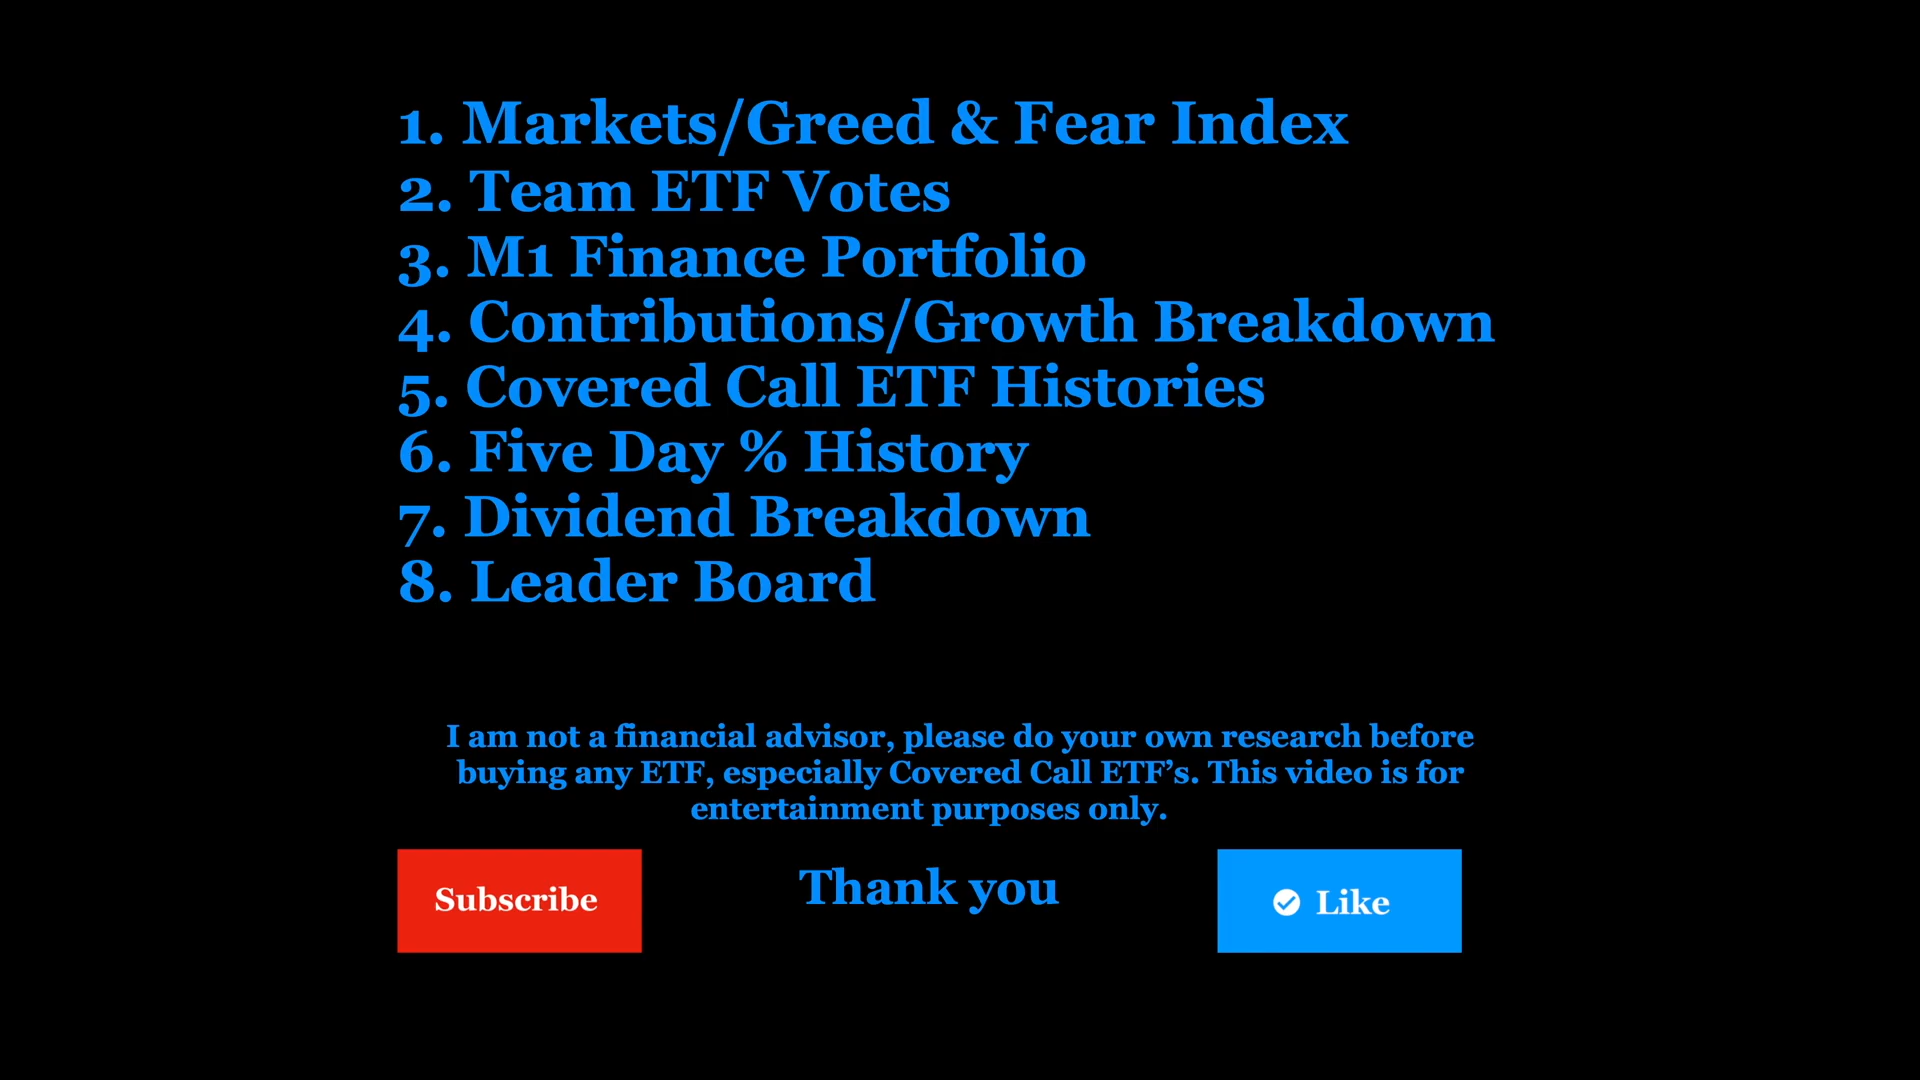 1. Markets/Greed & Fear Index
2. Team ETF Votes
3. M1 Finance Portfolio
4. Contributions/Growth Breakdown
5. Covered Call ETF Histories
6. Five Day % History
7. Dividend Breakdown
8. Leader Board
I am not a financial advisor, please do your own research before
buying any ETF, especially Covered Call ETF’s. This video is for
entertainment purposes only.
Subscribe
Thank you
Like